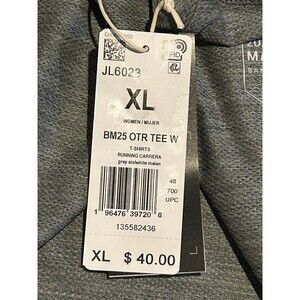 JL6023
XL
WOMEN / MUJER
BM25 OTR TEE W
T-SHIRTS
RUNNING CARRERA
grey six/white melan
48
700
UPC
1 96476 39720 8
135582436
XL $ 40.00